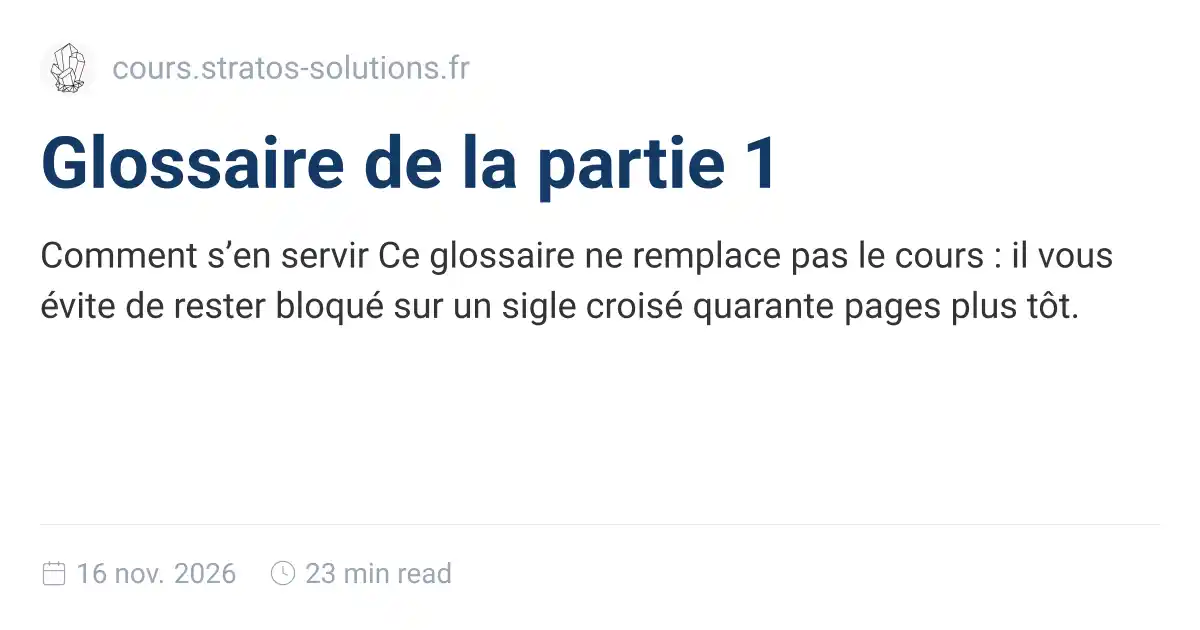 cours.stratos-solutions.fr
Glossaire de la partie 1
Comment s’en servir Ce glossaire ne remplace pas le cours : il vous
évite de rester bloqué sur un sigle croisé quarante pages plus tôt.
16 nov. 2026 23 min read